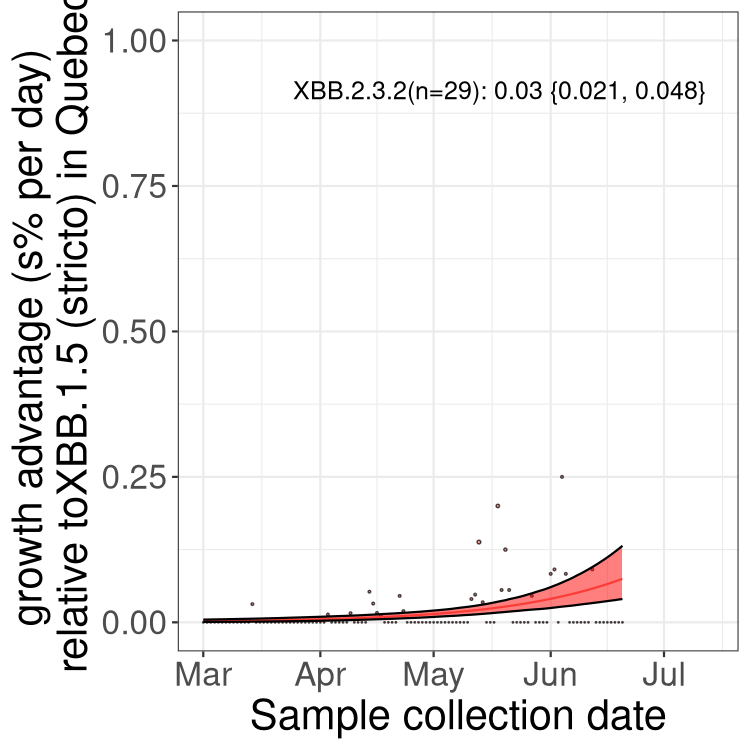 growth advantage (s% per day)
relative toXBB.1.5 (stricto) in Quebec
1.00
0.75
0.50
0.25
0.00
XBB.2.3.2(n=29): 0.03 {0.021, 0.048}
Mar Apr May Jun Jul
Sample collection date